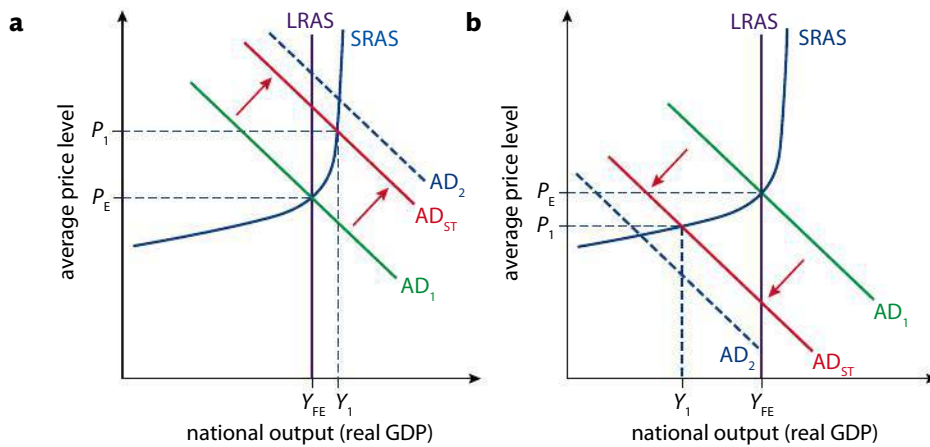 a
LRAS
SRAS
average price level
P1
PE
AD2
ADST
AD1
YFE
Y1
national output (real GDP)
b
LRAS
SRAS
average price level
PE
P1
AD1
AD2
ADST
Y1
YFE
national output (real GDP)